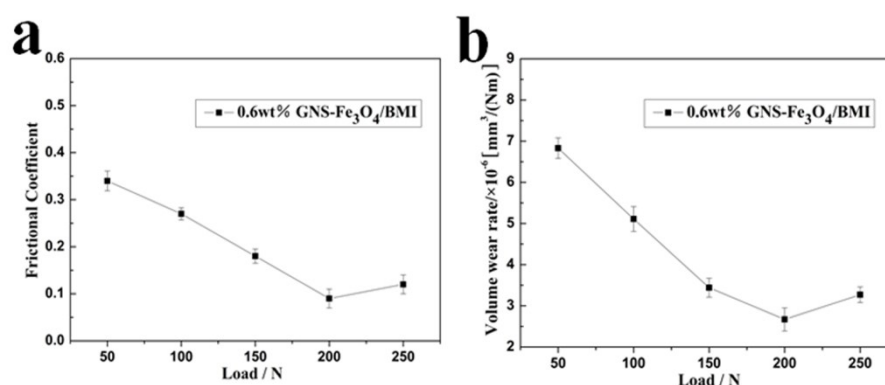 a
0.6
0.5
0.4
0.3
0.2
0.1
0.0
Frictional Coefficient
0.6wt% GNS-Fe₃O₄/BMI
50 100 150 200 250
Load / N
b
9
8
7
6
5
4
3
2
Volume wear rate/×10⁻⁶ [mm³/(Nm)]
0.6wt% GNS-Fe₃O₄/BMI
50 100 150 200 250
Load / N